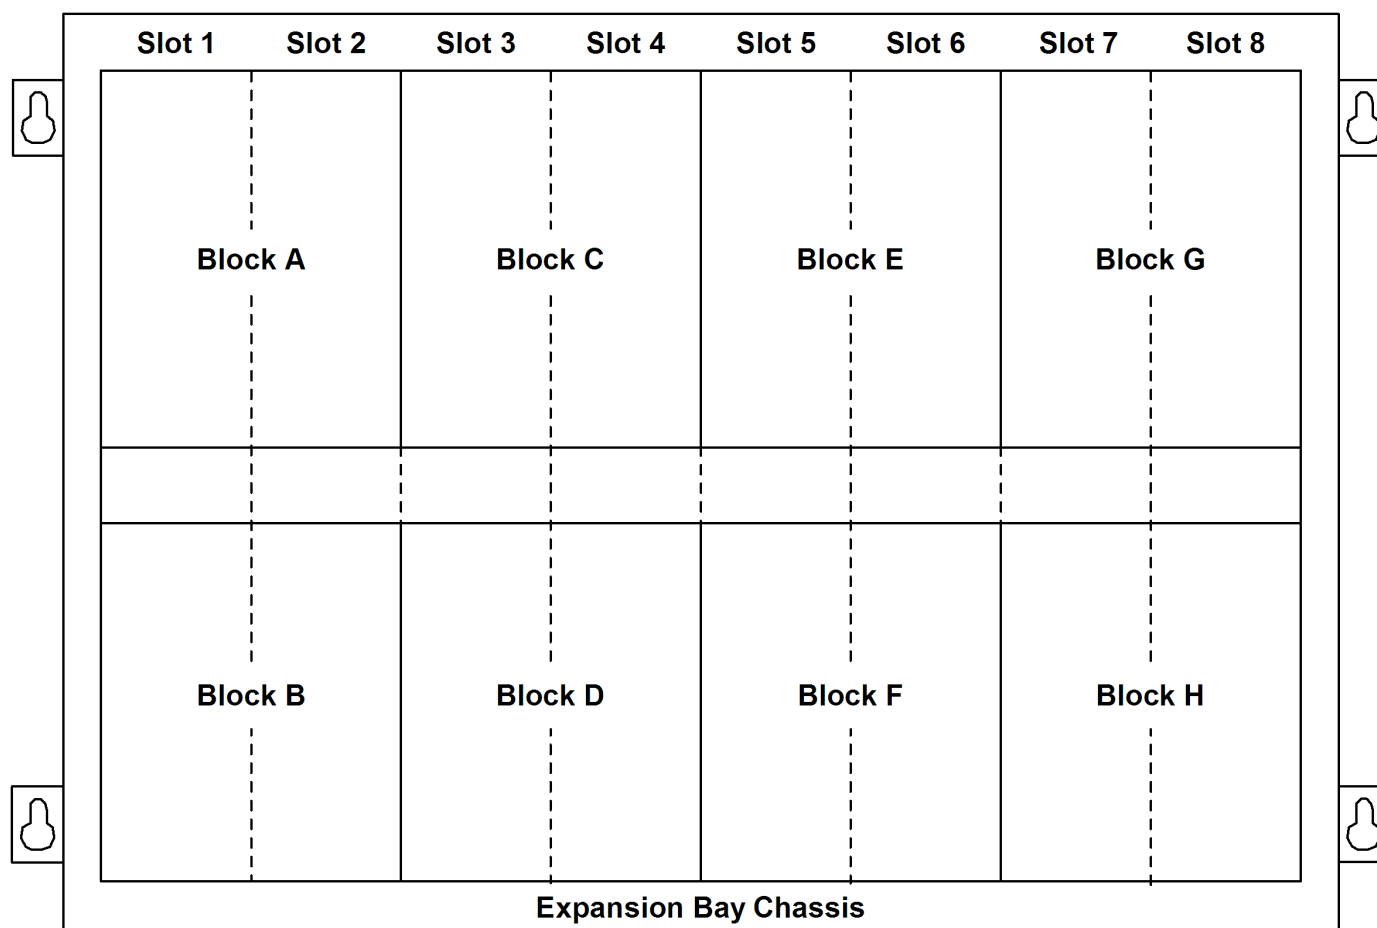 Slot 1 Slot 2 Slot 3 Slot 4 Slot 5 Slot 6 Slot 7 Slot 8
Block A Block C Block E Block G
Block B Block D Block F Block H
Expansion Bay Chassis